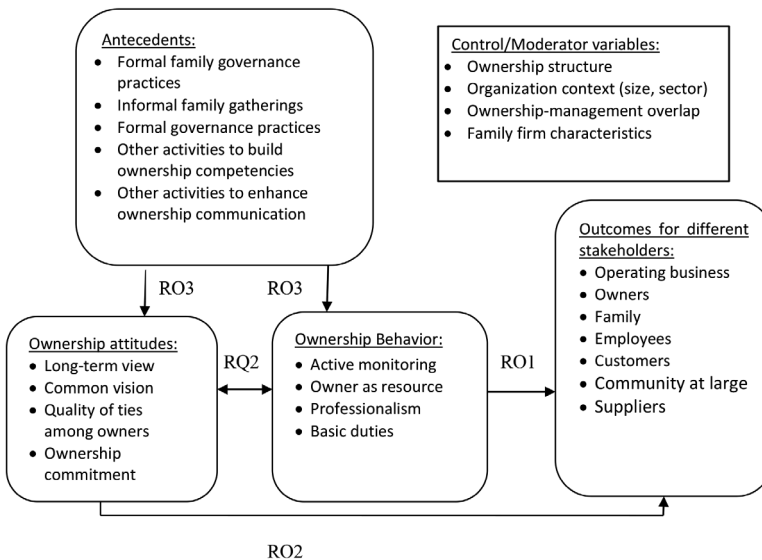 Antecedents:
• Formal family governance
practices
• Informal family gatherings
• Formal governance practices
• Other activities to build
ownership competencies
• Other activities to enhance
ownership communication
Control/Moderator variables:
• Ownership structure
• Organization context (size, sector)
• Ownership-management overlap
• Family firm characteristics
RO3
RO3
Ownership attitudes:
• Long-term view
• Common vision
• Quality of ties
among owners
• Ownership
commitment
RQ2
Ownership Behavior:
• Active monitoring
• Owner as resource
• Professionalism
• Basic duties
RO1
Outcomes for different
stakeholders:
• Operating business
• Owners
• Family
• Employees
• Customers
• Community at large
• Suppliers
RO2